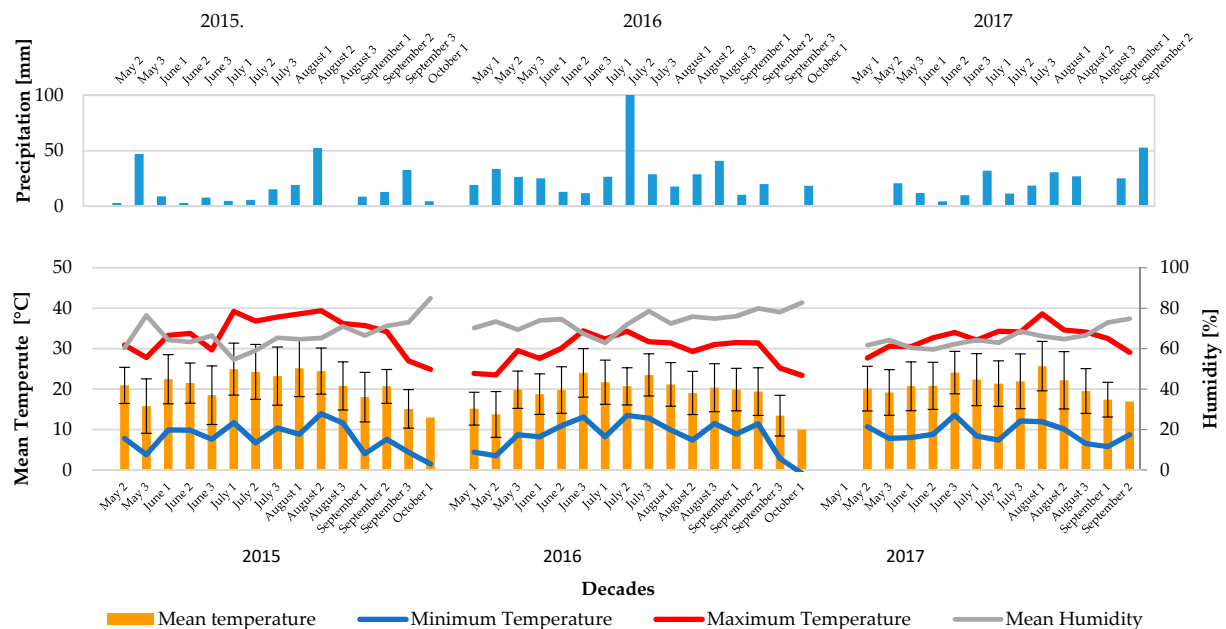 2015. 2016 2017
May 2 May 3 June 1 June 2 June 3 July 1 July 2 July 3 August 1 August 2 August 3 September 1 September 2 September 3 October 1 May 1 May 2 May 3 June 1 June 2 June 3 July 1 July 2 July 3 August 1 August 2 August 3 September 1 September 2 September 3 October 1 May 1 May 2 May 3 June 1 June 2 June 3 July 1 July 2 July 3 August 1 August 2 August 3 September 1 September 2
Precipitation [mm]
100
50
0
Mean Temperute [°C]
50 100
40 80
30 60
20 40
10 20
0 0
Humidity [%]
May 2 May 3 June 1 June 2 June 3 July 1 July 2 July 3 August 1 August 2 August 3 September 1 September 2 September 3 October 1 May 1 May 2 May 3 June 1 June 2 June 3 July 1 July 2 July 3 August 1 August 2 August 3 September 1 September 2 September 3 October 1 May 1 May 2 May 3 June 1 June 2 June 3 July 1 July 2 July 3 August 1 August 2 August 3 September 1 September 2
2015 2016 2017
Decades
Mean temperature Minimum Temperature Maximum Temperature Mean Humidity